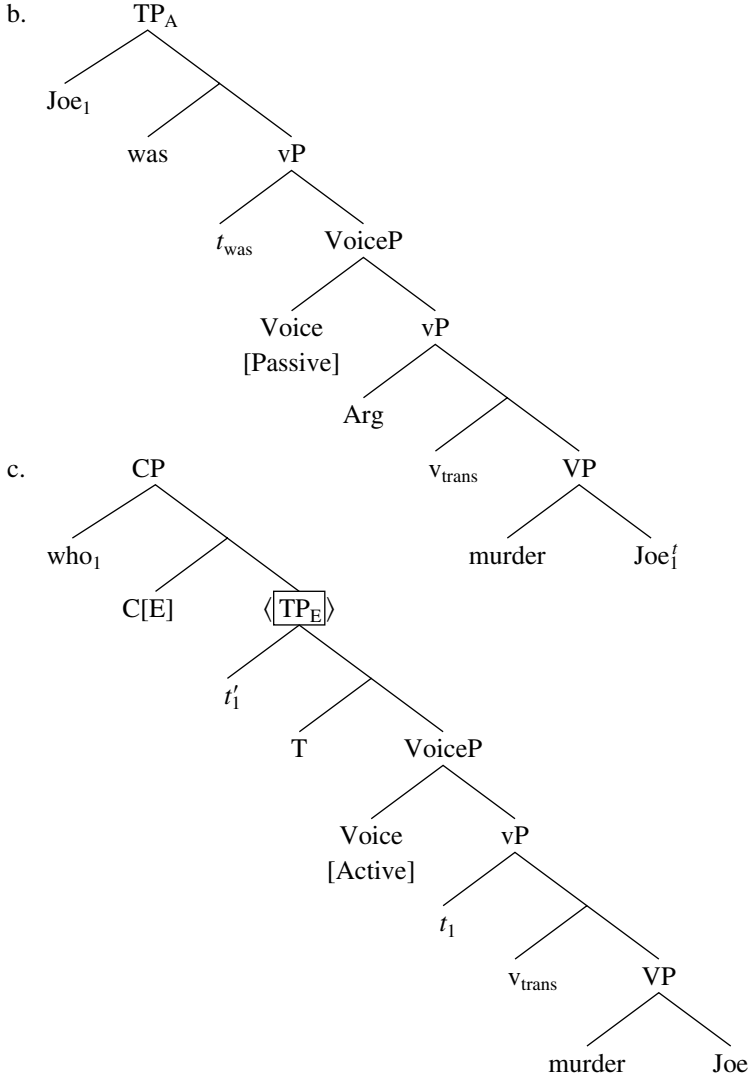 b. TP_A
Joe_1
was vP
t_was VoiceP
Voice vP
[Passive]
Arg
v_trans VP
murder Joe_1^t
c. CP
who_1
C[E] ⟨TP_E⟩
t′_1
T VoiceP
Voice vP
[Active]
t_1
v_trans VP
murder Joe